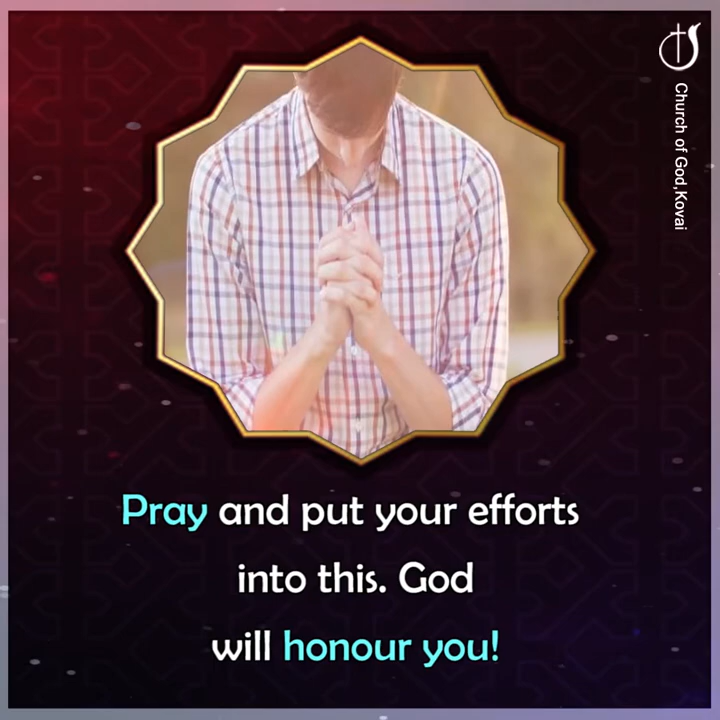 Church of God,Kovai
Pray and put your efforts
into this. God
will honour you!